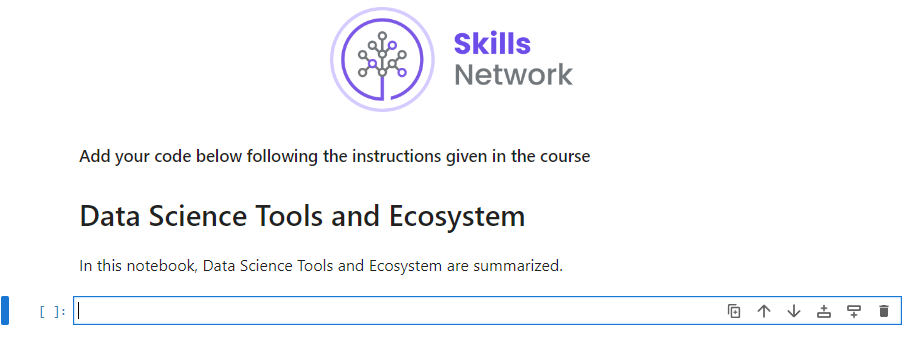 Skills
Network
Add your code below following the instructions given in the course
Data Science Tools and Ecosystem
In this notebook, Data Science Tools and Ecosystem are summarized.
[ ]: